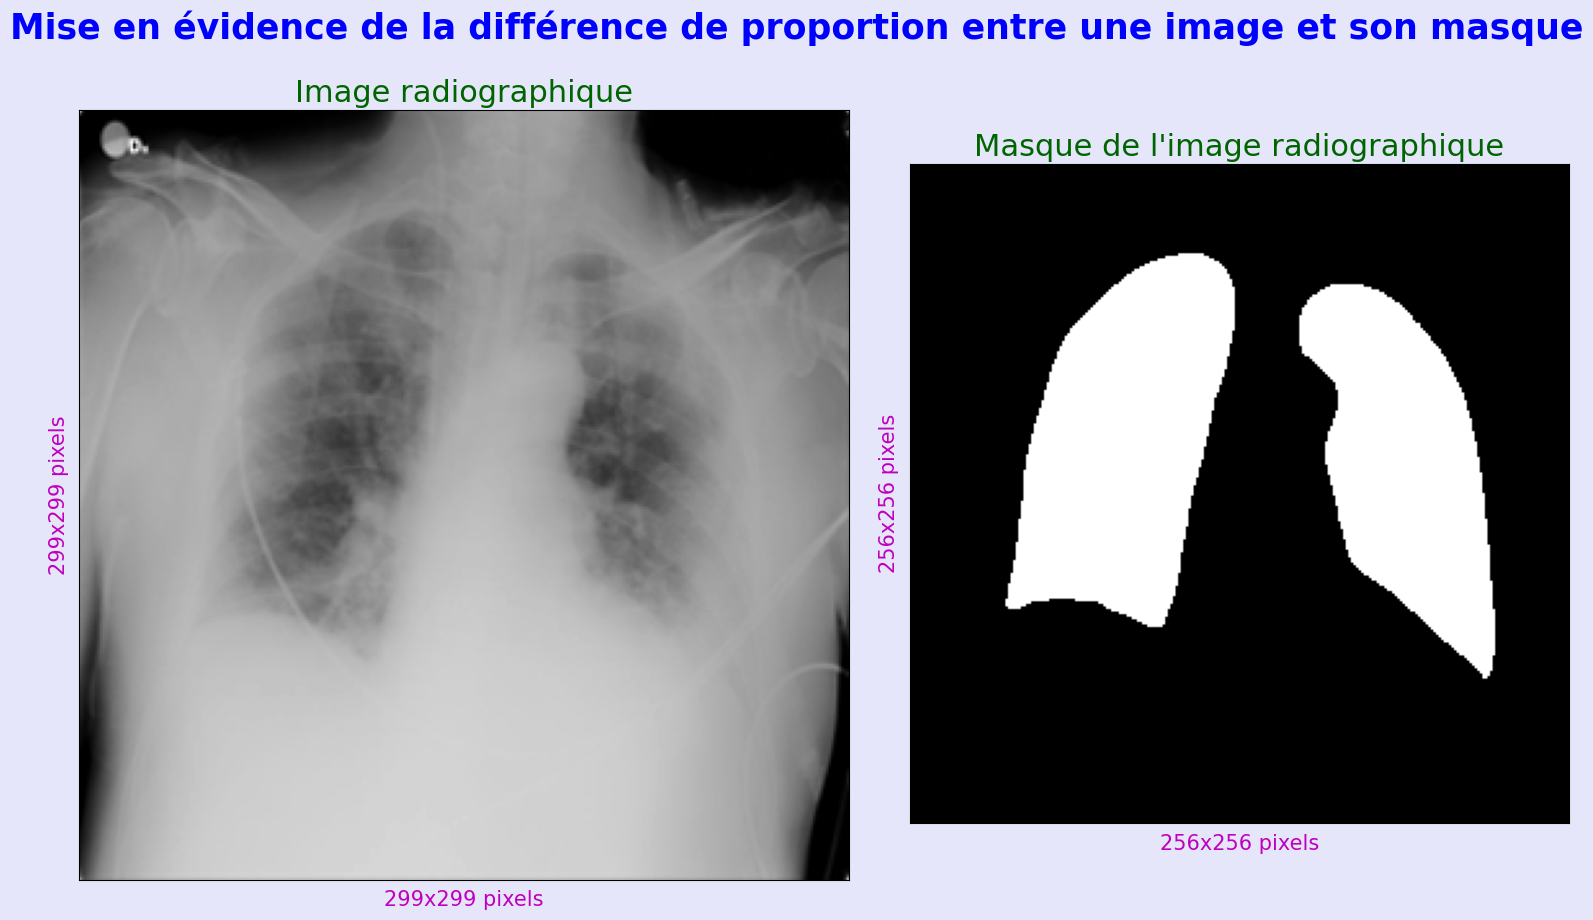 Mise en évidence de la différence de proportion entre une image et son masque
Image radiographique
D.
299x299 pixels
299x299 pixels
Masque de l'image radiographique
256x256 pixels
256x256 pixels